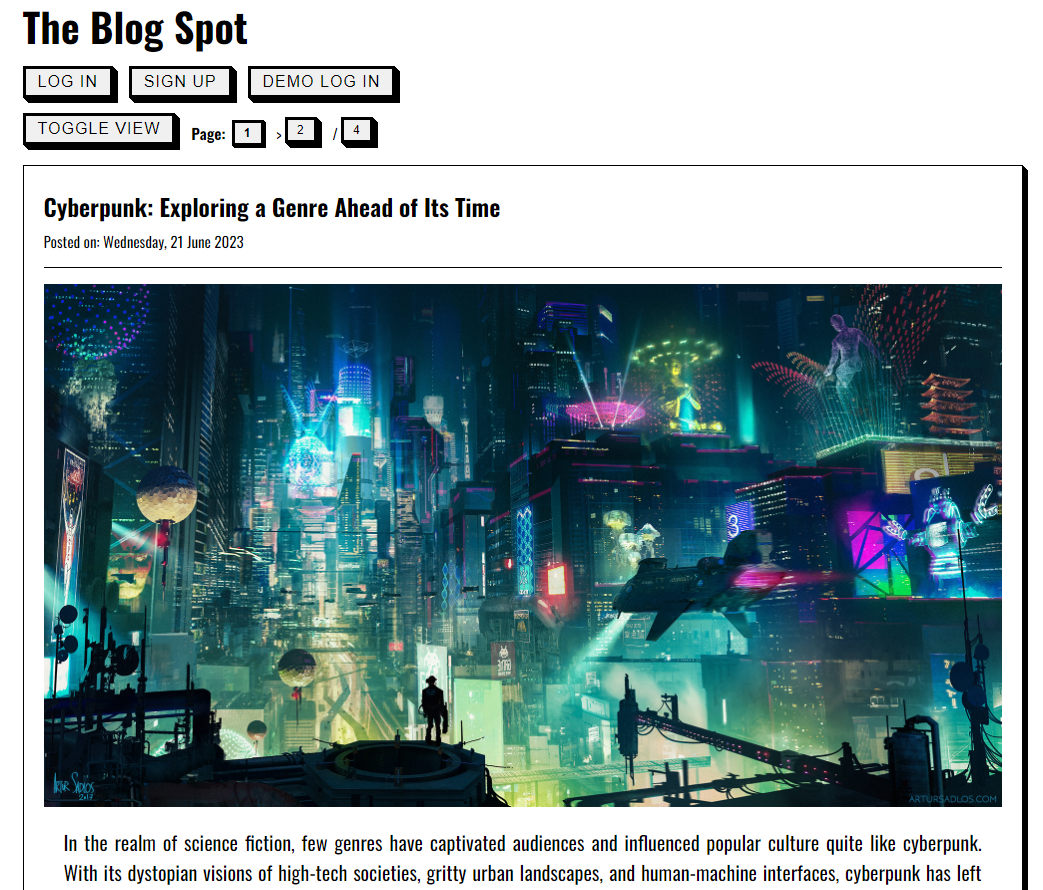 The Blog Spot
LOG IN SIGN UP DEMO LOG IN
TOGGLE VIEW Page: 1 › 2 / 4
Cyberpunk: Exploring a Genre Ahead of Its Time
Posted on: Wednesday, 21 June 2023
3
ARTUR SADLOS
2017
ARTURSADLOS.COM
In the realm of science fiction, few genres have captivated audiences and influenced popular culture quite like cyberpunk.
With its dystopian visions of high-tech societies, gritty urban landscapes, and human-machine interfaces, cyberpunk has left